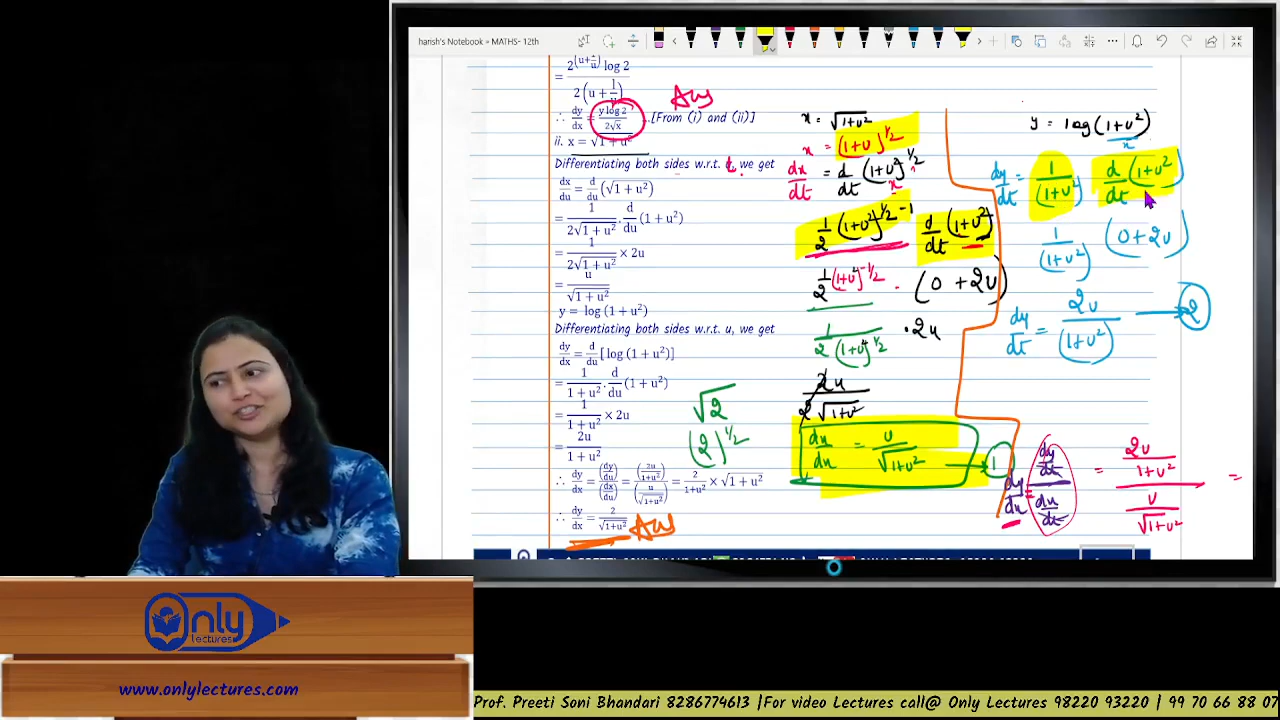 harish's Notebook » MATHS- 12th
= 2^(u+1/u) log 2 / 2(u + 1/u)
∴ dy/dx = y log 2 / 2√x ...[From (i) and (ii)]
Ans
ii. x = √1 + u²
Differentiating both sides w.r.t. t, we get
dx/du = d/du (√1 + u²)
= 1/2√1 + u² . d/du (1 + u²)
= 1/2√1 + u² × 2u
= u/√1 + u²
y = log (1 + u²)
Differentiating both sides w.r.t. u, we get
dy/du = d/du [log (1 + u²)]
= 1/1 + u² . d/du (1 + u²)
= 1/1 + u² × 2u
= 2u/1 + u²
∴ dy/dx = (dy/du)/(dx/du) = (2u/1+u²)/(u/√1+u²) = 2/1+u² × √1 + u²
∴ dy/dx = 2/√1 + u²
Ans
√2
(2)^1/2
x = √1+u²
x = (1+u)^1/2
dx/dt = d/dt (1+u²)^1/2
x
1/2 (1+u²)^1/2 -1 d/dt (1+u²)
1/2 (1+u²)^-1/2 . (0 + 2u)
1/2(1+u²)^1/2 . 2u
2u/2√1+u²
du/du = u/√1+u² → 1
y = log (1+u²)
x
dy/dt = 1/(1+u²) d/dt (1+u²
1/(1+u²) (0+2u)
dy/dt = 2u/(1+u²) → 2
dy/du = (dy/dt)/(du/dt) = (2u/1+u²)/(u/√1+u²) =
Only
lectures
www.onlylectures.com
Prof. Preeti Soni Bhandari 8286774613 |For video Lectures call@ Only Lectures 98220 93220 | 99 70 66 88 07